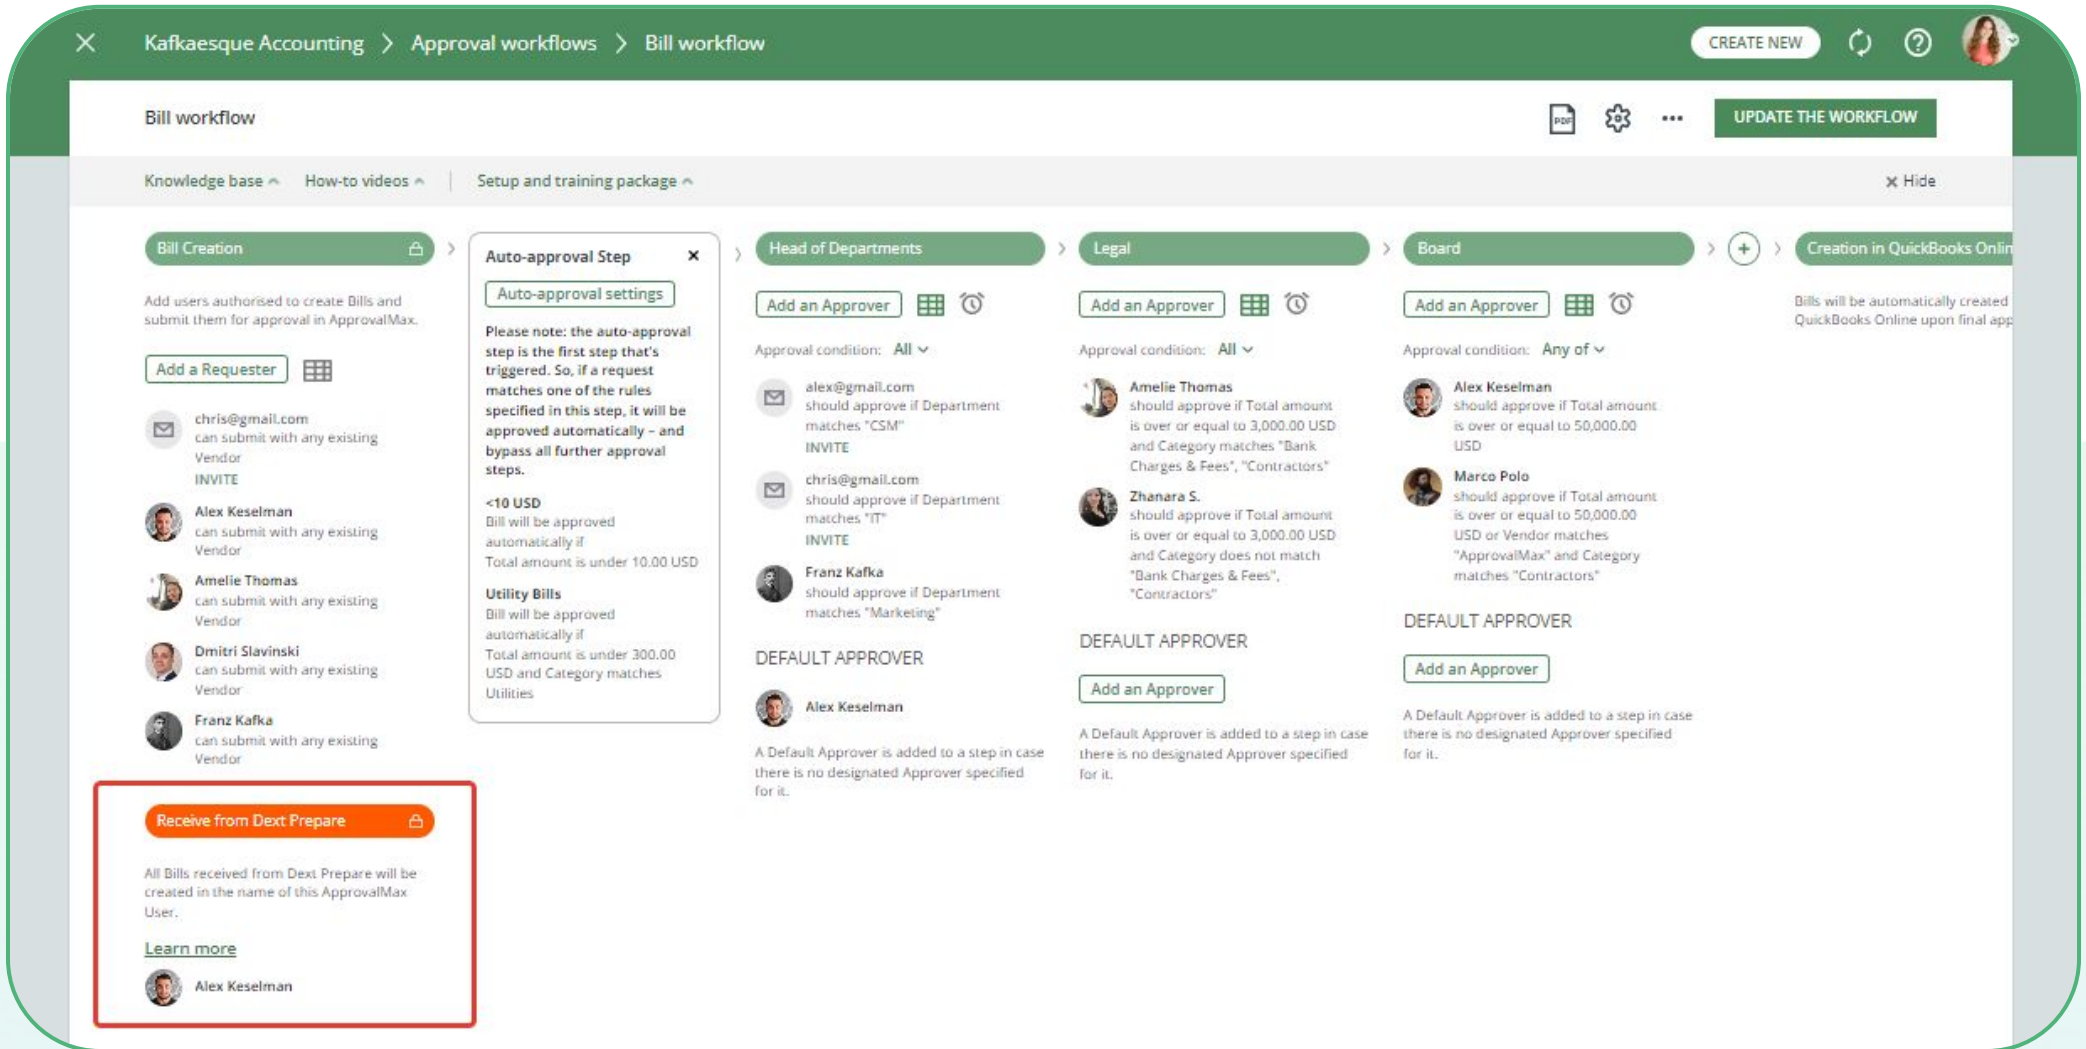 Kafkaesque Accounting > Approval workflows > Bill workflow
CREATE NEW
Bill workflow
PDF
UPDATE THE WORKFLOW
Knowledge base
How-to videos
Setup and training package
Hide
Bill Creation
Add users authorised to create Bills and
submit them for approval in ApprovalMax.
Add a Requester
chris@gmail.com
can submit with any existing
Vendor
INVITE
Alex Keselman
can submit with any existing
Vendor
Amelie Thomas
can submit with any existing
Vendor
Dmitri Slavinski
can submit with any existing
Vendor
Franz Kafka
can submit with any existing
Vendor
Receive from Dext Prepare
All Bills received from Dext Prepare will be
created in the name of this ApprovalMax
User.
Learn more
Alex Keselman
Auto-approval Step
Auto-approval settings
Please note: the auto-approval
step is the first step that's
triggered. So, if a request
matches one of the rules
specified in this step, it will be
approved automatically – and
bypass all further approval
steps.
<10 USD
Bill will be approved
automatically if
Total amount is under 10.00 USD
Utility Bills
Bill will be approved
automatically if
Total amount is under 300.00
USD and Category matches
Utilities
Head of Departments
Add an Approver
Approval condition: All
alex@gmail.com
should approve if Department
matches "CSM"
INVITE
chris@gmail.com
should approve if Department
matches "IT"
INVITE
Franz Kafka
should approve if Department
matches "Marketing"
DEFAULT APPROVER
Alex Keselman
A Default Approver is added to a step in case
there is no designated Approver specified
for it.
Legal
Add an Approver
Approval condition: All
Amelie Thomas
should approve if Total amount
is over or equal to 3,000.00 USD
and Category matches "Bank
Charges & Fees", "Contractors"
Zhanara S.
should approve if Total amount
is over or equal to 3,000.00 USD
and Category does not match
"Bank Charges & Fees",
"Contractors"
DEFAULT APPROVER
Add an Approver
A Default Approver is added to a step in case
there is no designated Approver specified
for it.
Board
Add an Approver
Approval condition: Any of
Alex Keselman
should approve if Total amount
is over or equal to 50,000.00
USD
Marco Polo
should approve if Total amount
is over or equal to 50,000.00
USD or Vendor matches
"ApprovalMax" and Category
matches "Contractors"
DEFAULT APPROVER
Add an Approver
A Default Approver is added to a step in case
there is no designated Approver specified
for it.
Creation in QuickBooks Onlin
Bills will be automatically created
QuickBooks Online upon final app